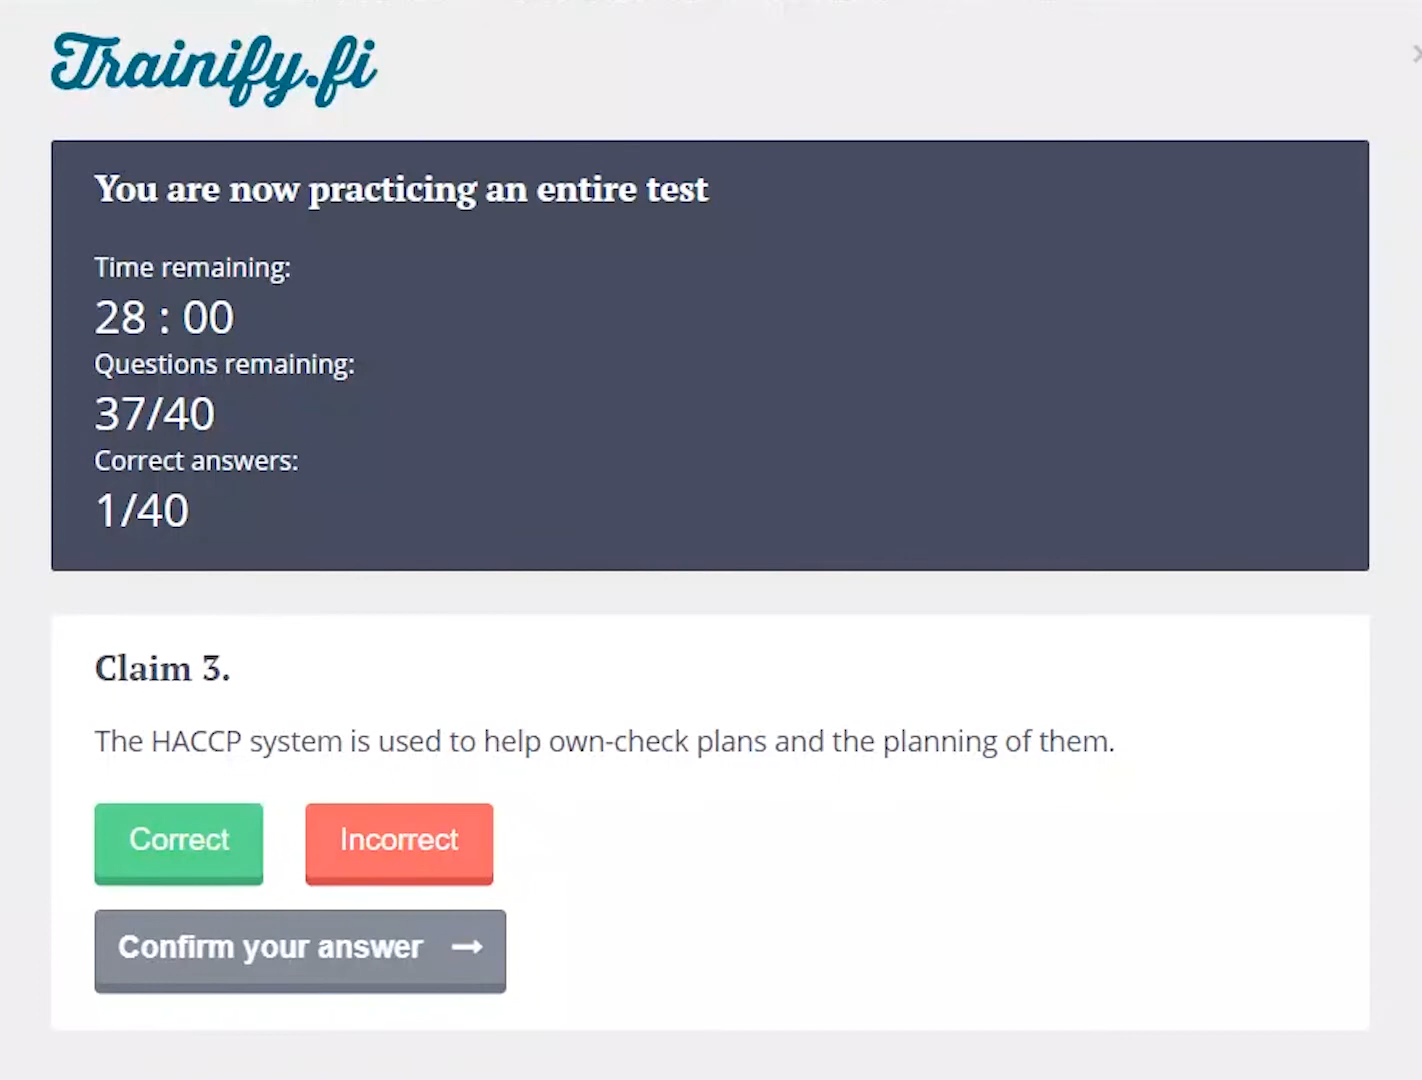 Trainify.fi
You are now practicing an entire test
Time remaining:
28 : 00
Questions remaining:
37/40
Correct answers:
1/40
Claim 3.
The HACCP system is used to help own-check plans and the planning of them.
Correct Incorrect
Confirm your answer →